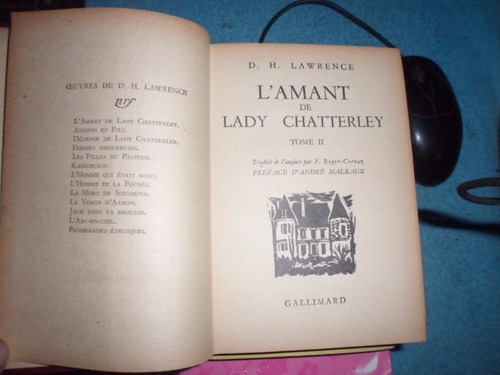 ŒUVRES DE D. H. LAWRENCE
nrf
L'AMANT DE LADY CHATTERLEY.
AMANTS ET FILS.
DÉFENSE DE LADY CHATTERLEY.
FEMMES AMOUREUSES.
LES FILLES DU PASTEUR.
KANGOUROU.
L'HOMME QUI ÉTAIT MORT.
L'HOMME ET LA POUPÉE.
LA MORT DE SIEGMUND.
LA VERGE D'AARON.
JACK DANS LA BROUSSE.
L'ARC-EN-CIEL.
PROMENADES ÉTRUSQUES.
D. H. LAWRENCE
L'AMANT
DE
LADY CHATTERLEY
TOME II
Traduit de l'anglais par F. Roger-Cornaz
PRÉFACE D'ANDRÉ MALRAUX
GALLIMARD